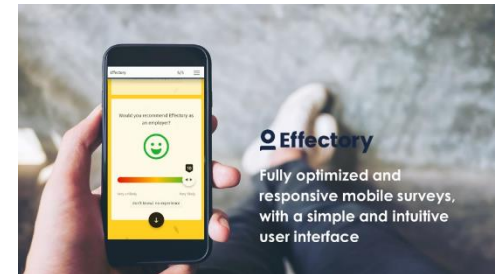 Effectory
Would you recommend Effectory as
an employer?
Effectory
Fully optimized and
responsive mobile surveys,
with a simple and intuitive
user interface